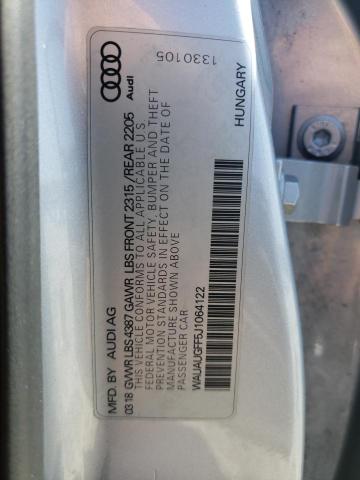 MFD. BY: AUDI AG
03 18 GVWR LBS 4387 GAWR LBS FRONT 2315 / REAR 2205
THIS VEHICLE CONFORMS TO ALL APPLICABLE U.S.
FEDERAL MOTOR VEHICLE SAFETY, BUMPER AND THEFT
PREVENTION STANDARDS IN EFFECT ON THE DATE OF
MANUFACTURE SHOWN ABOVE
PASSENGER CAR
WAUAUGFF5J1064122
HUNGARY
Audi
1330105